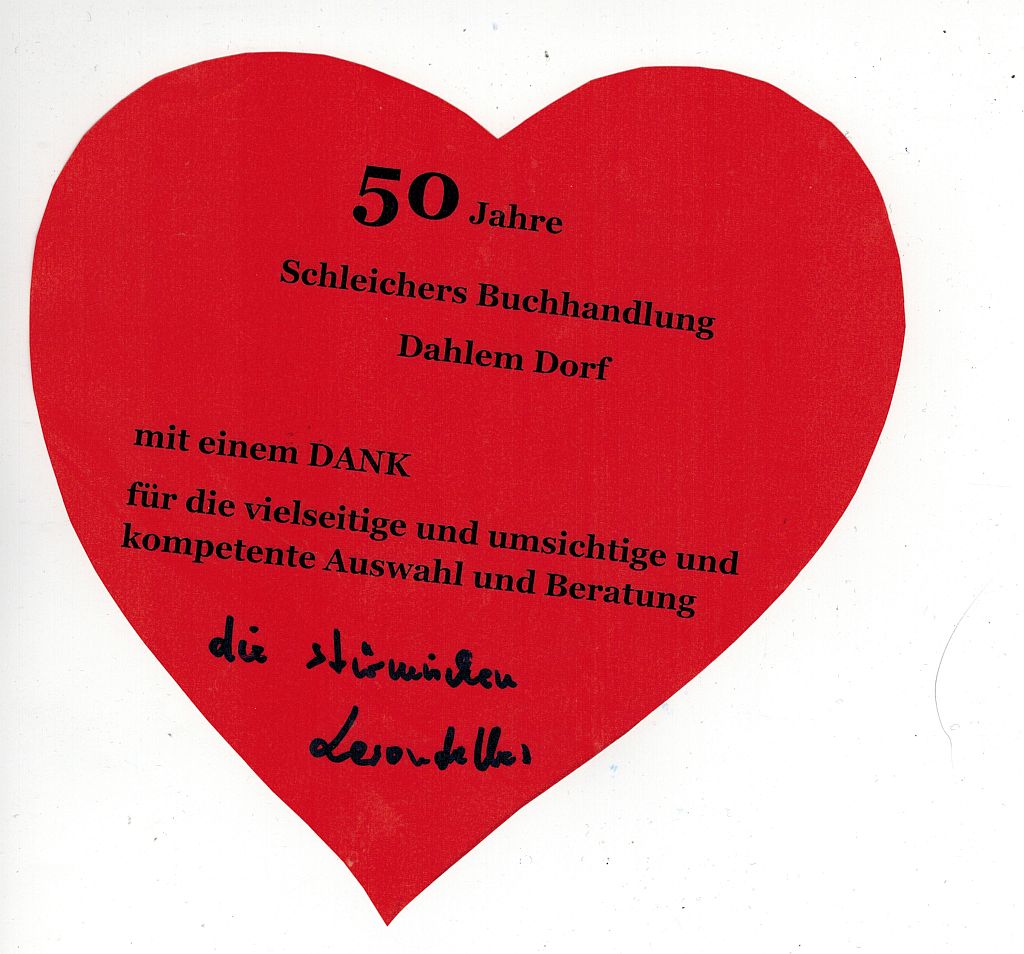 50 Jahre
Schleichers Buchhandlung
Dahlem Dorf
mit einem DANK
für die vielseitige und umsichtige und
kompetente Auswahl und Beratung
die stürmischen